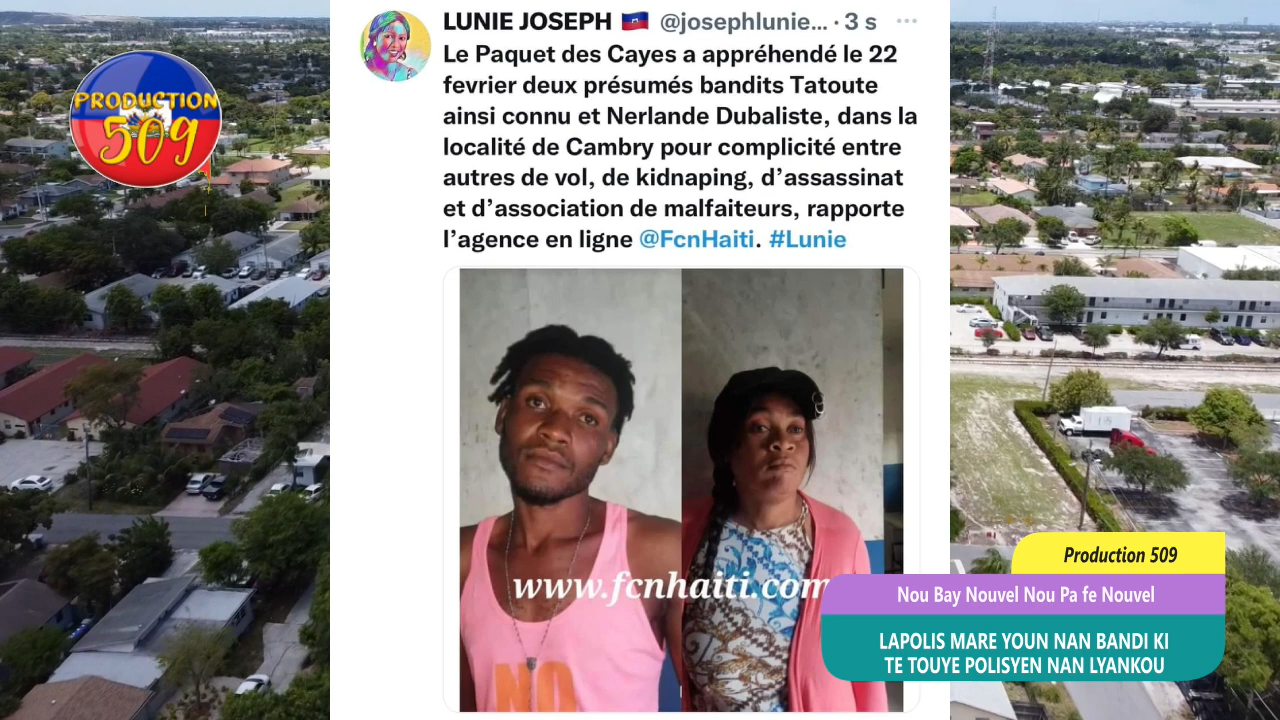 PRODUCTION
509
LUNIE JOSEPH 🇭🇹 @josephlunie... · 3 s ...
Le Paquet des Cayes a appréhendé le 22
fevrier deux présumés bandits Tatoute
ainsi connu et Nerlande Dubaliste, dans la
localité de Cambry pour complicité entre
autres de vol, de kidnaping, d’assassinat
et d’association de malfaiteurs, rapporte
l’agence en ligne @FcnHaiti. #Lunie
www.fcnhaiti.com
NO
Production 509
Nou Bay Nouvel Nou Pa fe Nouvel
LAPOLIS MARE YOUN NAN BANDI KI
TE TOUYE POLISYEN NAN LYANKOU